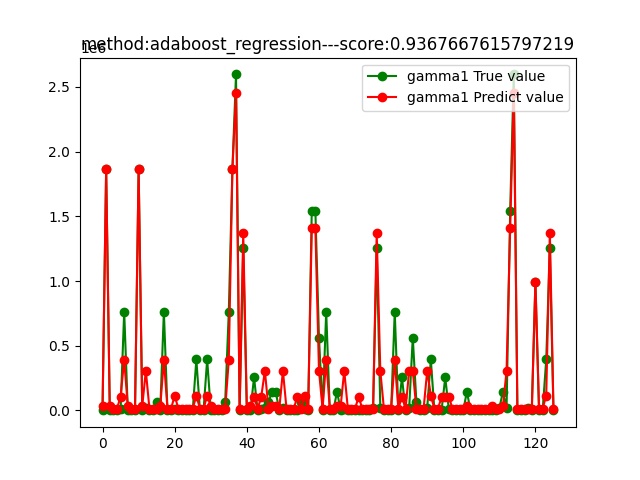 method:adaboost_regression---score:0.9367667615797219
1e6
gamma1 True value
gamma1 Predict value
2.5
2.0
1.5
1.0
0.5
0.0
0 20 40 60 80 100 120